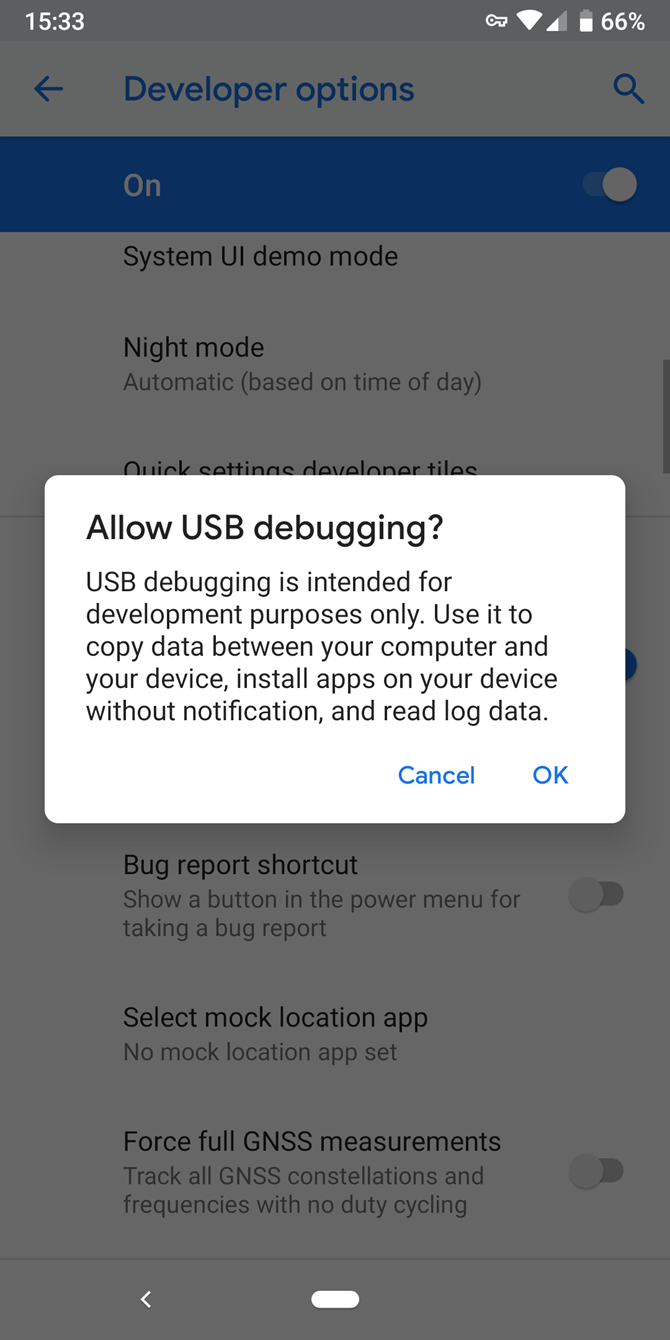 15:33
66%
Developer options
On
System UI demo mode
Night mode
Automatic (based on time of day)
Quick settings developer tiles
Allow USB debugging?
USB debugging is intended for
development purposes only. Use it to
copy data between your computer and
your device, install apps on your device
without notification, and read log data.
Cancel
OK
Bug report shortcut
Show a button in the power menu for
taking a bug report
Select mock location app
No mock location app set
Force full GNSS measurements
Track all GNSS constellations and
frequencies with no duty cycling